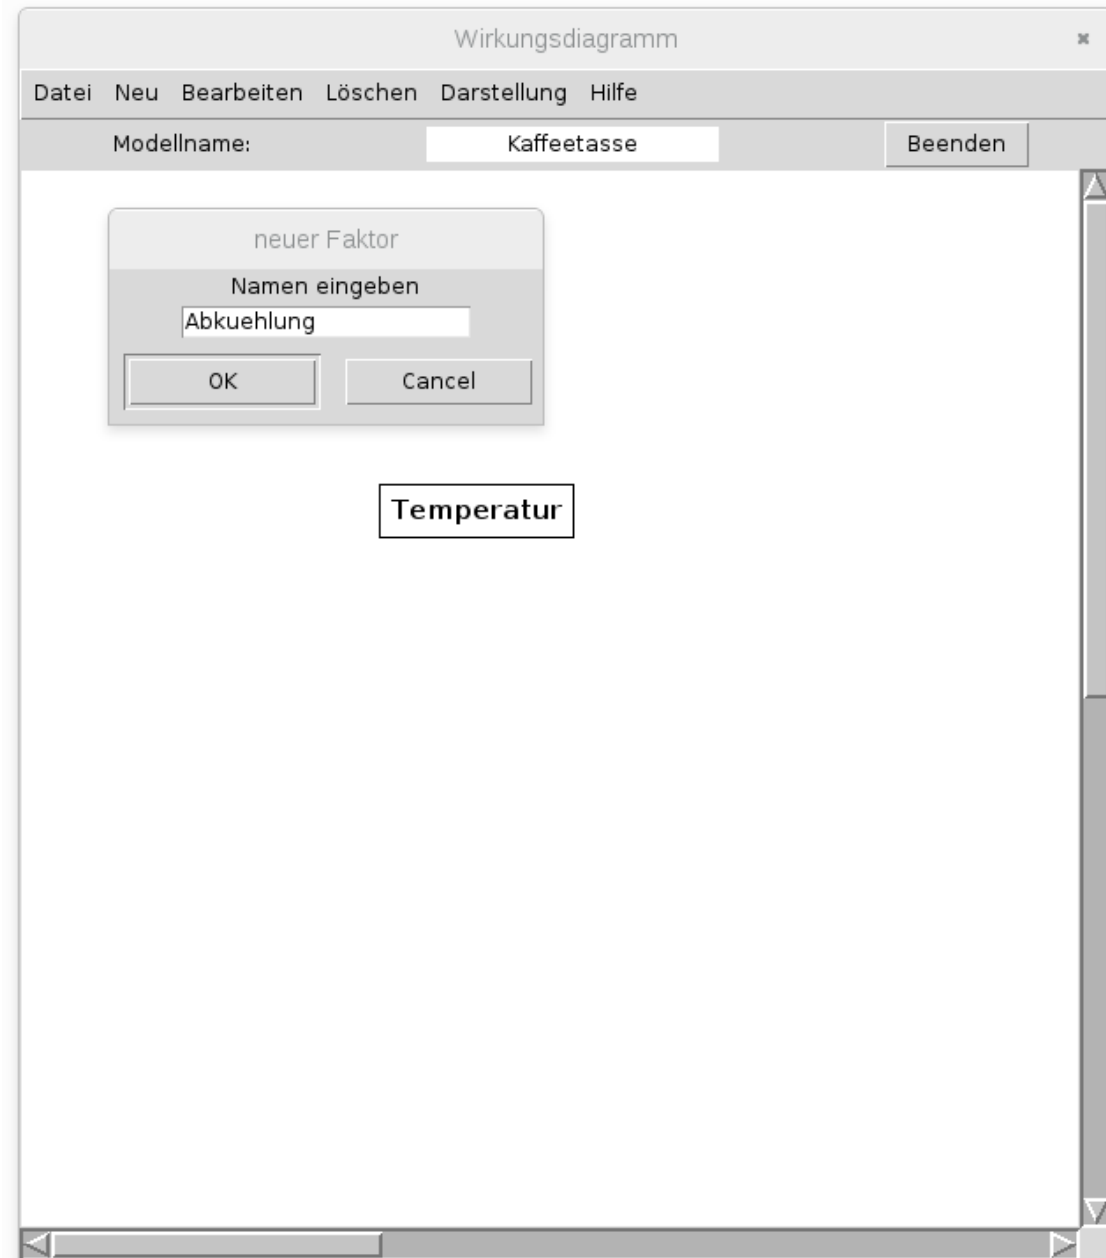 Wirkungsdiagramm
Datei Neu Bearbeiten Löschen Darstellung Hilfe
Modellname: Kaffeetasse Beenden
neuer Faktor
Namen eingeben
Abkuehlung
OK Cancel
Temperatur